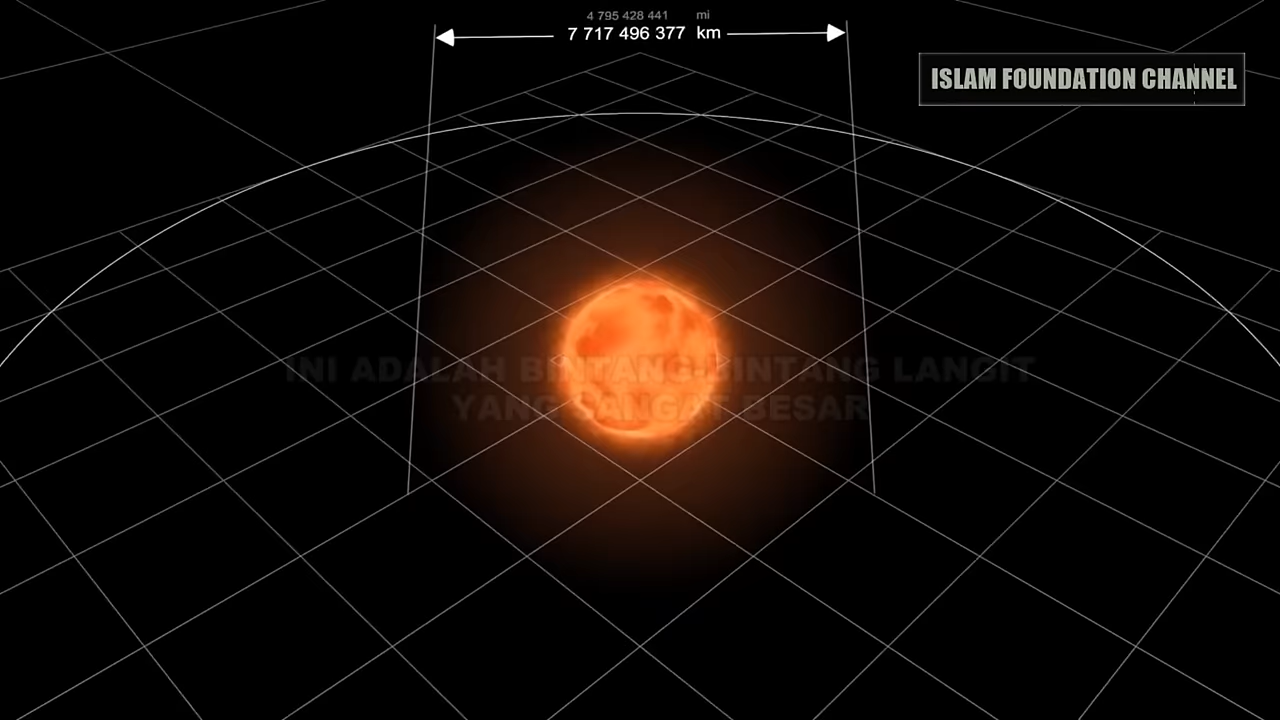 4 795 428 441 mi
7 717 496 377 km
ISLAM FOUNDATION CHANNEL
INI ADALAH BINTANG-BINTANG LANGIT
YANG SANGAT BESAR